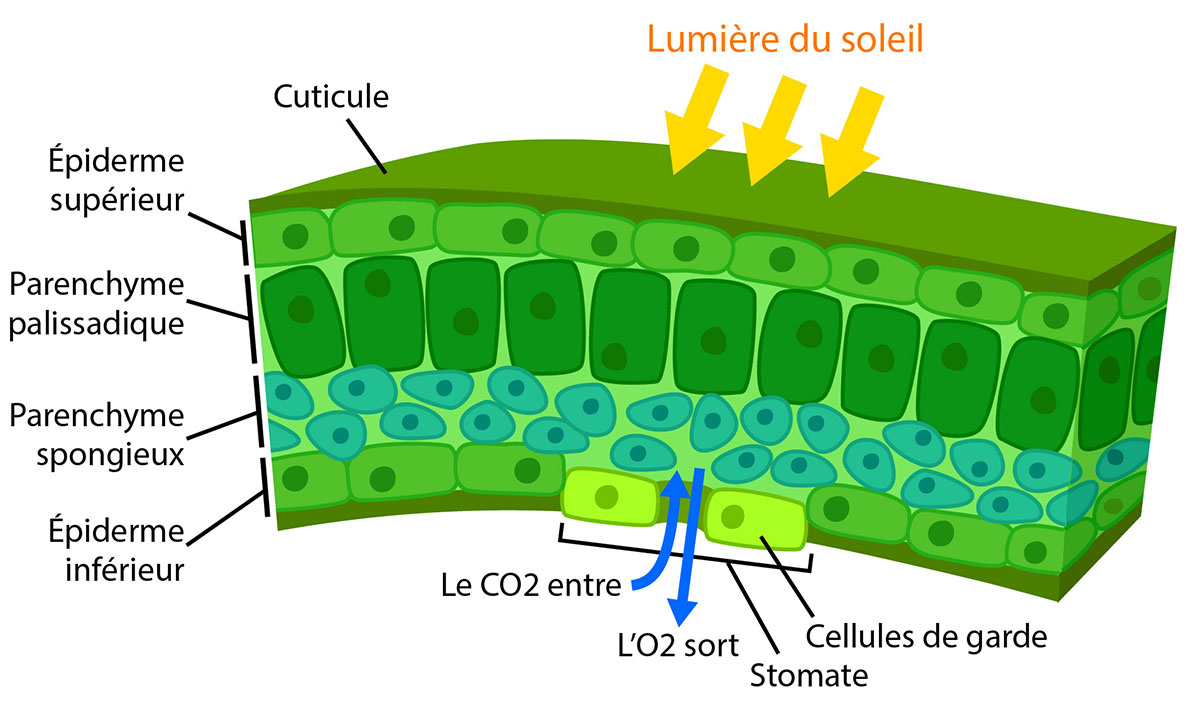 Lumière du soleil
Cuticule
Épiderme
supérieur
Parenchyme
palissadique
Parenchyme
spongieux
Épiderme
inférieur
Le CO2 entre
L'O2 sort
Cellules de garde
Stomate